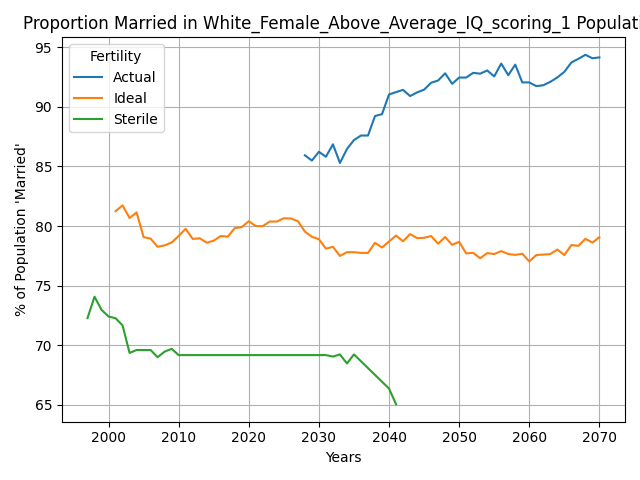 Proportion Married in White_Female_Above_Average_IQ_scoring_1 Populati
% of Population 'Married'
95
90
85
80
75
70
65
Fertility
Actual
Ideal
Sterile
2000 2010 2020 2030 2040 2050 2060 2070
Years